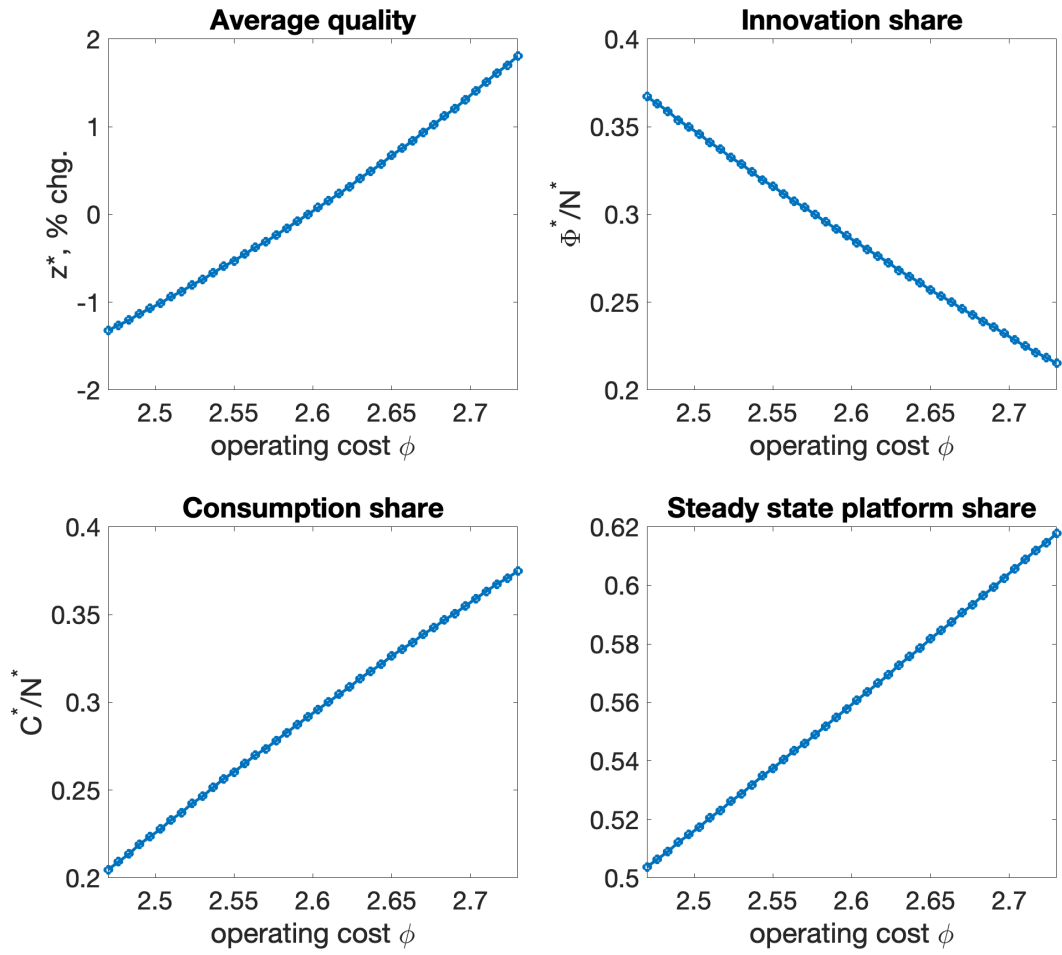 Average quality
2
1
0
-1
-2
z*, % chg.
2.5 2.55 2.6 2.65 2.7
operating cost ϕ
Innovation share
0.4
0.35
0.3
0.25
0.2
Φ*/N*
2.5 2.55 2.6 2.65 2.7
operating cost ϕ
Consumption share
0.4
0.35
0.3
0.25
0.2
C*/N*
2.5 2.55 2.6 2.65 2.7
operating cost ϕ
Steady state platform share
0.62
0.6
0.58
0.56
0.54
0.52
0.5
2.5 2.55 2.6 2.65 2.7
operating cost ϕ